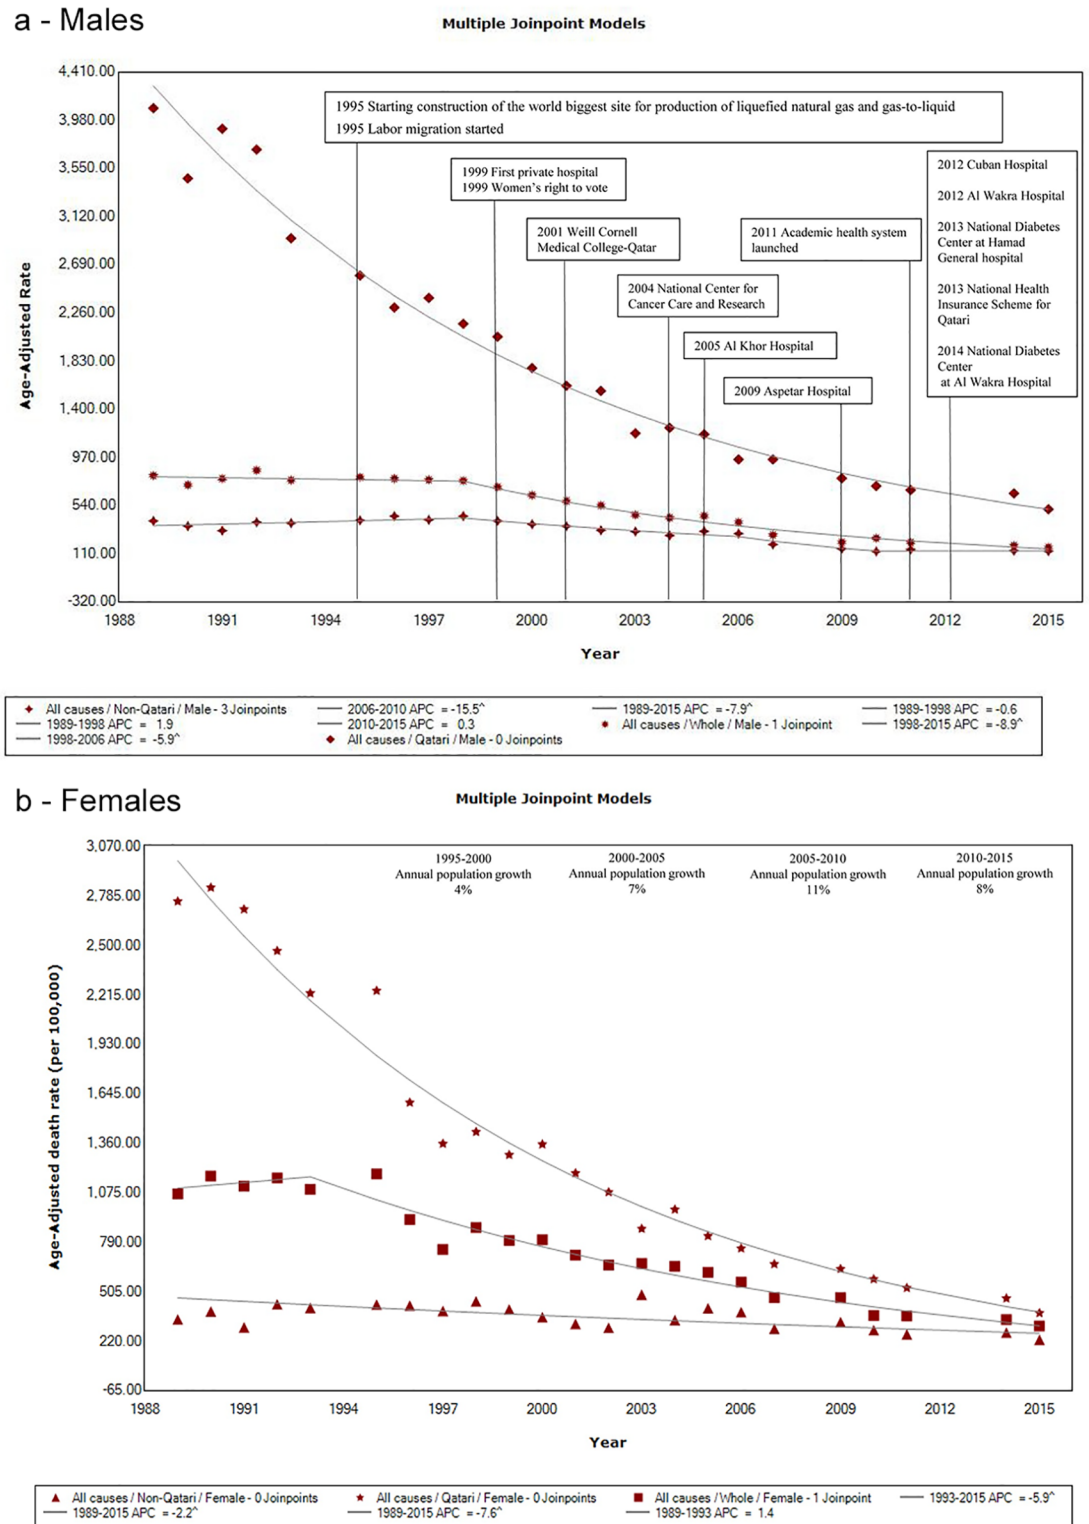 a - Males
Multiple Joinpoint Models
4,410.00
3,980.00
3,550.00
3,120.00
2,690.00
2,260.00
1,830.00
1,400.00
970.00
540.00
110.00
-320.00
Age-Adjusted Rate
1995 Starting construction of the world biggest site for production of liquefied natural gas and gas-to-liquid
1995 Labor migration started
1999 First private hospital
1999 Women's right to vote
2001 Weill Cornell
Medical College-Qatar
2004 National Center for
Cancer Care and Research
2005 Al Khor Hospital
2009 Aspetar Hospital
2011 Academic health system
launched
2012 Cuban Hospital
2012 Al Wakra Hospital
2013 National Diabetes
Center at Hamad
General hospital
2013 National Health
Insurance Scheme for
Qatari
2014 National Diabetes
Center
at Al Wakra Hospital
1988 1991 1994 1997 2000 2003 2006 2009 2012 2015
Year
All causes / Non-Qatari / Male - 3 Joinpoints 2006-2010 APC = -15.5^ 1989-2015 APC = -7.9^ 1989-1998 APC = -0.6
1989-1998 APC = 1.9 2010-2015 APC = 0.3 All causes / Whole / Male - 1 Joinpoint 1998-2015 APC = -8.9^
1998-2006 APC = -5.9^ All causes / Qatari / Male - 0 Joinpoints
b - Females
Multiple Joinpoint Models
3,070.00
2,785.00
2,500.00
2,215.00
1,930.00
1,645.00
1,360.00
1,075.00
790.00
505.00
220.00
-65.00
Age-Adjusted death rate (per 100,000)
1995-2000
Annual population growth
4%
2000-2005
Annual population growth
7%
2005-2010
Annual population growth
11%
2010-2015
Annual population growth
8%
1988 1991 1994 1997 2000 2003 2006 2009 2012 2015
Year
All causes / Non-Qatari / Female - 0 Joinpoints All causes / Qatari / Female - 0 Joinpoints All causes / Whole / Female - 1 Joinpoint 1993-2015 APC = -5.9^
1989-2015 APC = -2.2^ 1989-2015 APC = -7.6^ 1989-1993 APC = 1.4